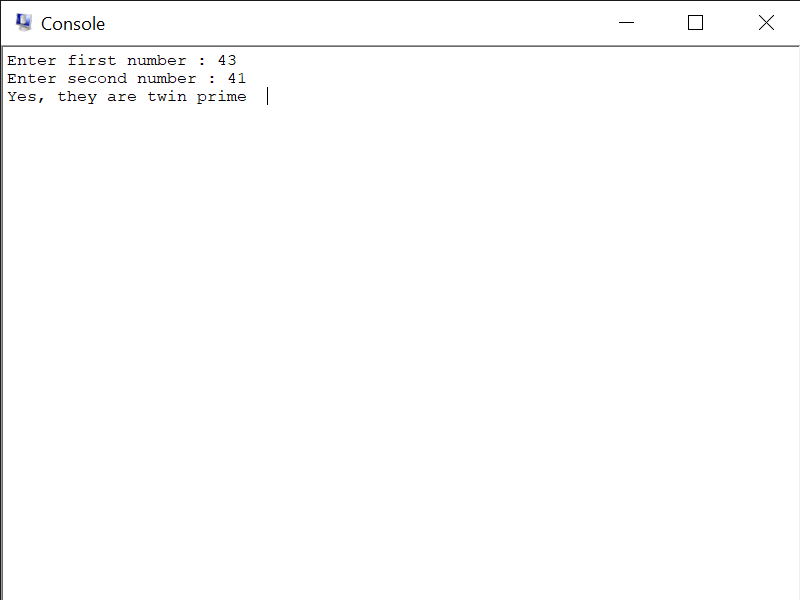 Console
Enter first number : 43
Enter second number : 41
Yes, they are twin prime